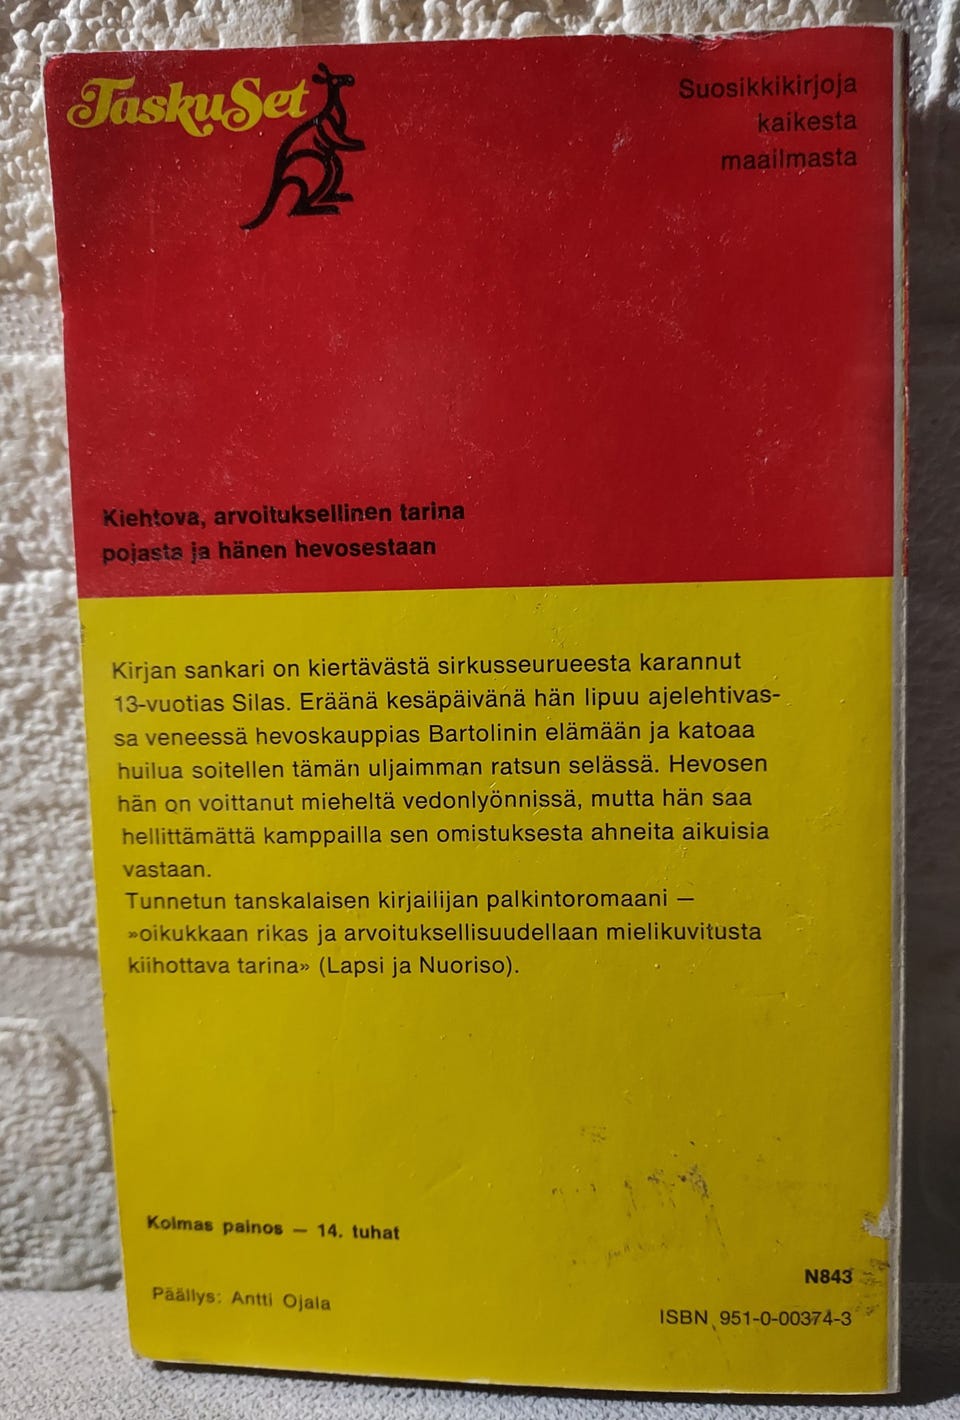 TaskuSet
Suosikkikirjoja
kaikesta
maailmasta
Kiehtova, arvoituksellinen tarina
pojasta ja hänen hevosestaan
Kirjan sankari on kiertävästä sirkusseurueesta karannut
13-vuotias Silas. Eräänä kesäpäivänä hän lipuu ajelehtivas-
sa veneessä hevoskauppias Bartolinin elämään ja katoaa
huilua soitellen tämän uljaimman ratsun selässä. Hevosen
hän on voittanut mieheltä vedonlyönnissä, mutta hän saa
hellittämättä kamppailla sen omistuksesta ahneita aikuisia
vastaan.
Tunnetun tanskalaisen kirjailijan palkintoromaani —
»oikukkaan rikas ja arvoituksellisuudellaan mielikuvitusta
kiihottava tarina» (Lapsi ja Nuoriso).
Kolmas painos — 14. tuhat
N843
Päällys: Antti Ojala
ISBN 951-0-00374-3